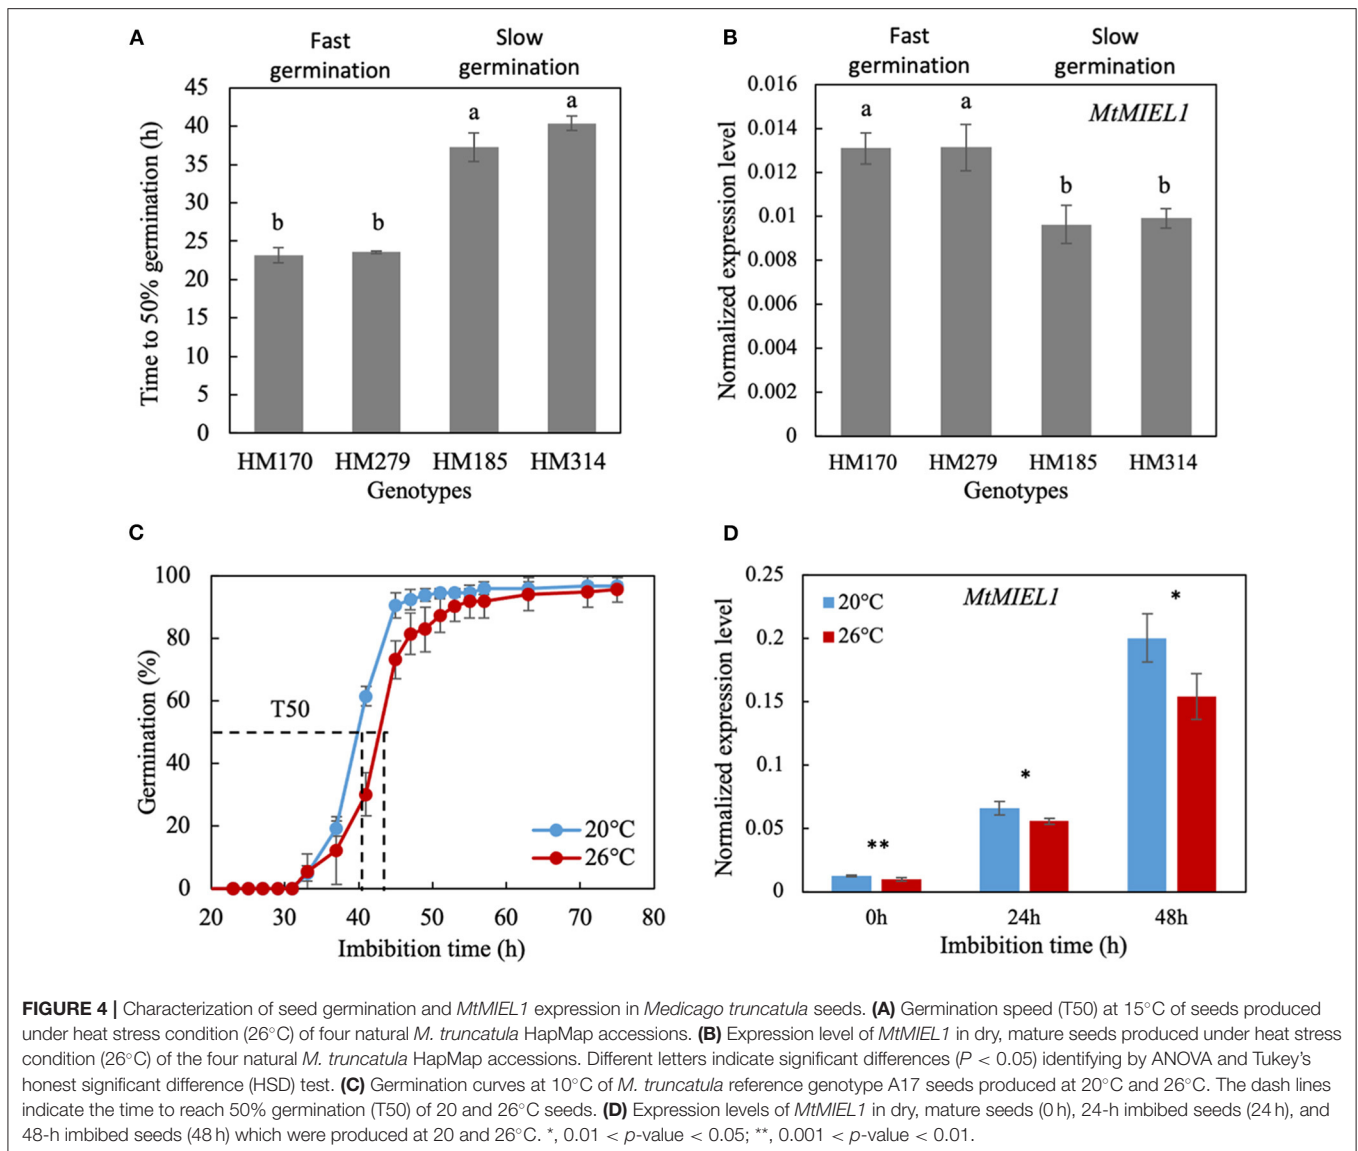 A
Fast
germination
Slow
germination
45
40
35
30
25
20
15
10
5
0
Time to 50% germination (h)
b
b
a
a
HM170 HM279 HM185 HM314
Genotypes
B
Fast
germination
Slow
germination
0.016
0.014
0.012
0.01
0.008
0.006
0.004
0.002
0
Normalized expression level
MtMIEL1
a
a
b
b
HM170 HM279 HM185 HM314
Genotypes
C
100
80
60
40
20
0
Germination (%)
T50
20°C
26°C
20 30 40 50 60 70 80
Imbibition time (h)
D
0.25
0.2
0.15
0.1
0.05
0
Normalized expression level
20°C
26°C
MtMIEL1
**
*
*
0h 24h 48h
Imbibition time (h)
FIGURE 4 | Characterization of seed germination and MtMIEL1 expression in Medicago truncatula seeds. (A) Germination speed (T50) at 15°C of seeds produced
under heat stress condition (26°C) of four natural M. truncatula HapMap accessions. (B) Expression level of MtMIEL1 in dry, mature seeds produced under heat stress
condition (26°C) of the four natural M. truncatula HapMap accessions. Different letters indicate significant differences (P < 0.05) identifying by ANOVA and Tukey's
honest significant difference (HSD) test. (C) Germination curves at 10°C of M. truncatula reference genotype A17 seeds produced at 20°C and 26°C. The dash lines
indicate the time to reach 50% germination (T50) of 20 and 26°C seeds. (D) Expression levels of MtMIEL1 in dry, mature seeds (0 h), 24-h imbibed seeds (24 h), and
48-h imbibed seeds (48 h) which were produced at 20 and 26°C. *, 0.01 < p-value < 0.05; **, 0.001 < p-value < 0.01.